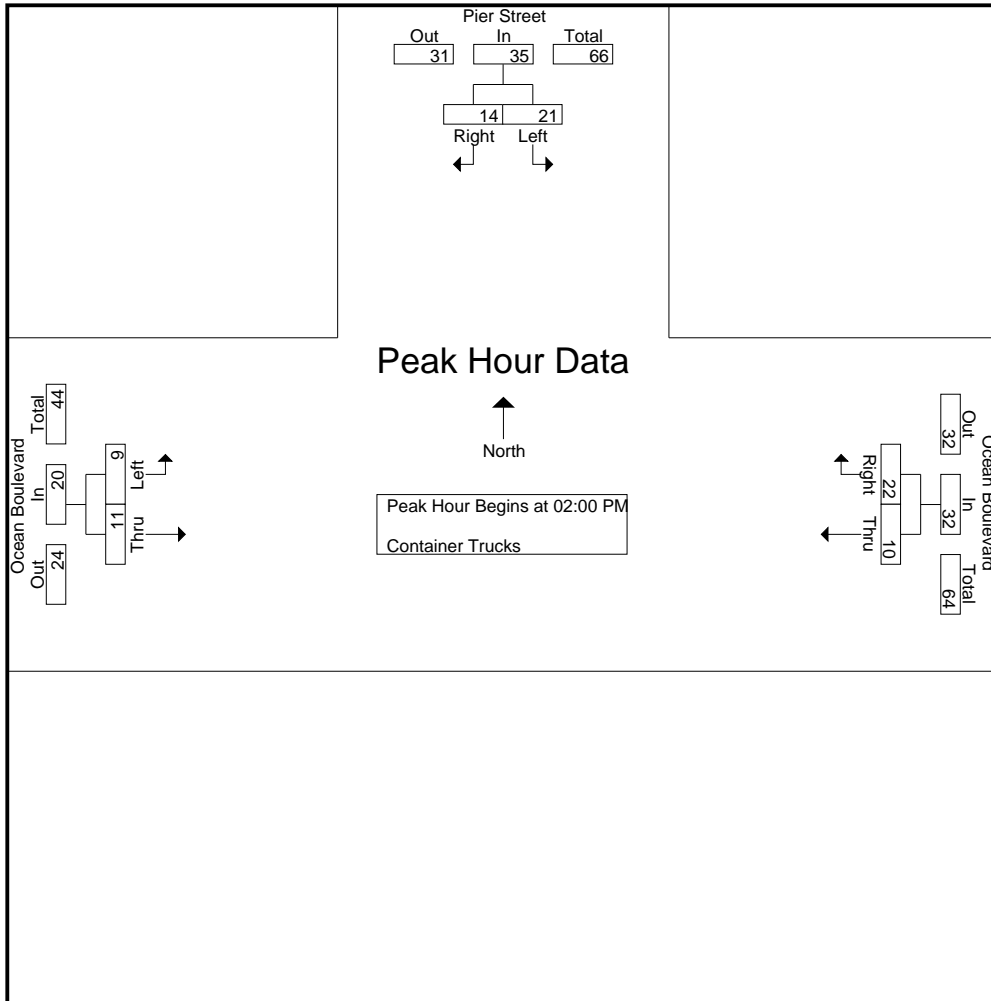 Pier Street
Out In Total
31 35 66
14 21
Right Left
Peak Hour Data
North
Peak Hour Begins at 02:00 PM
Container Trucks
Ocean Boulevard
Out In Total
24 20 44
9 11
Left Thru
Ocean Boulevard
Out In Total
32 32 64
22 10
Right Thru